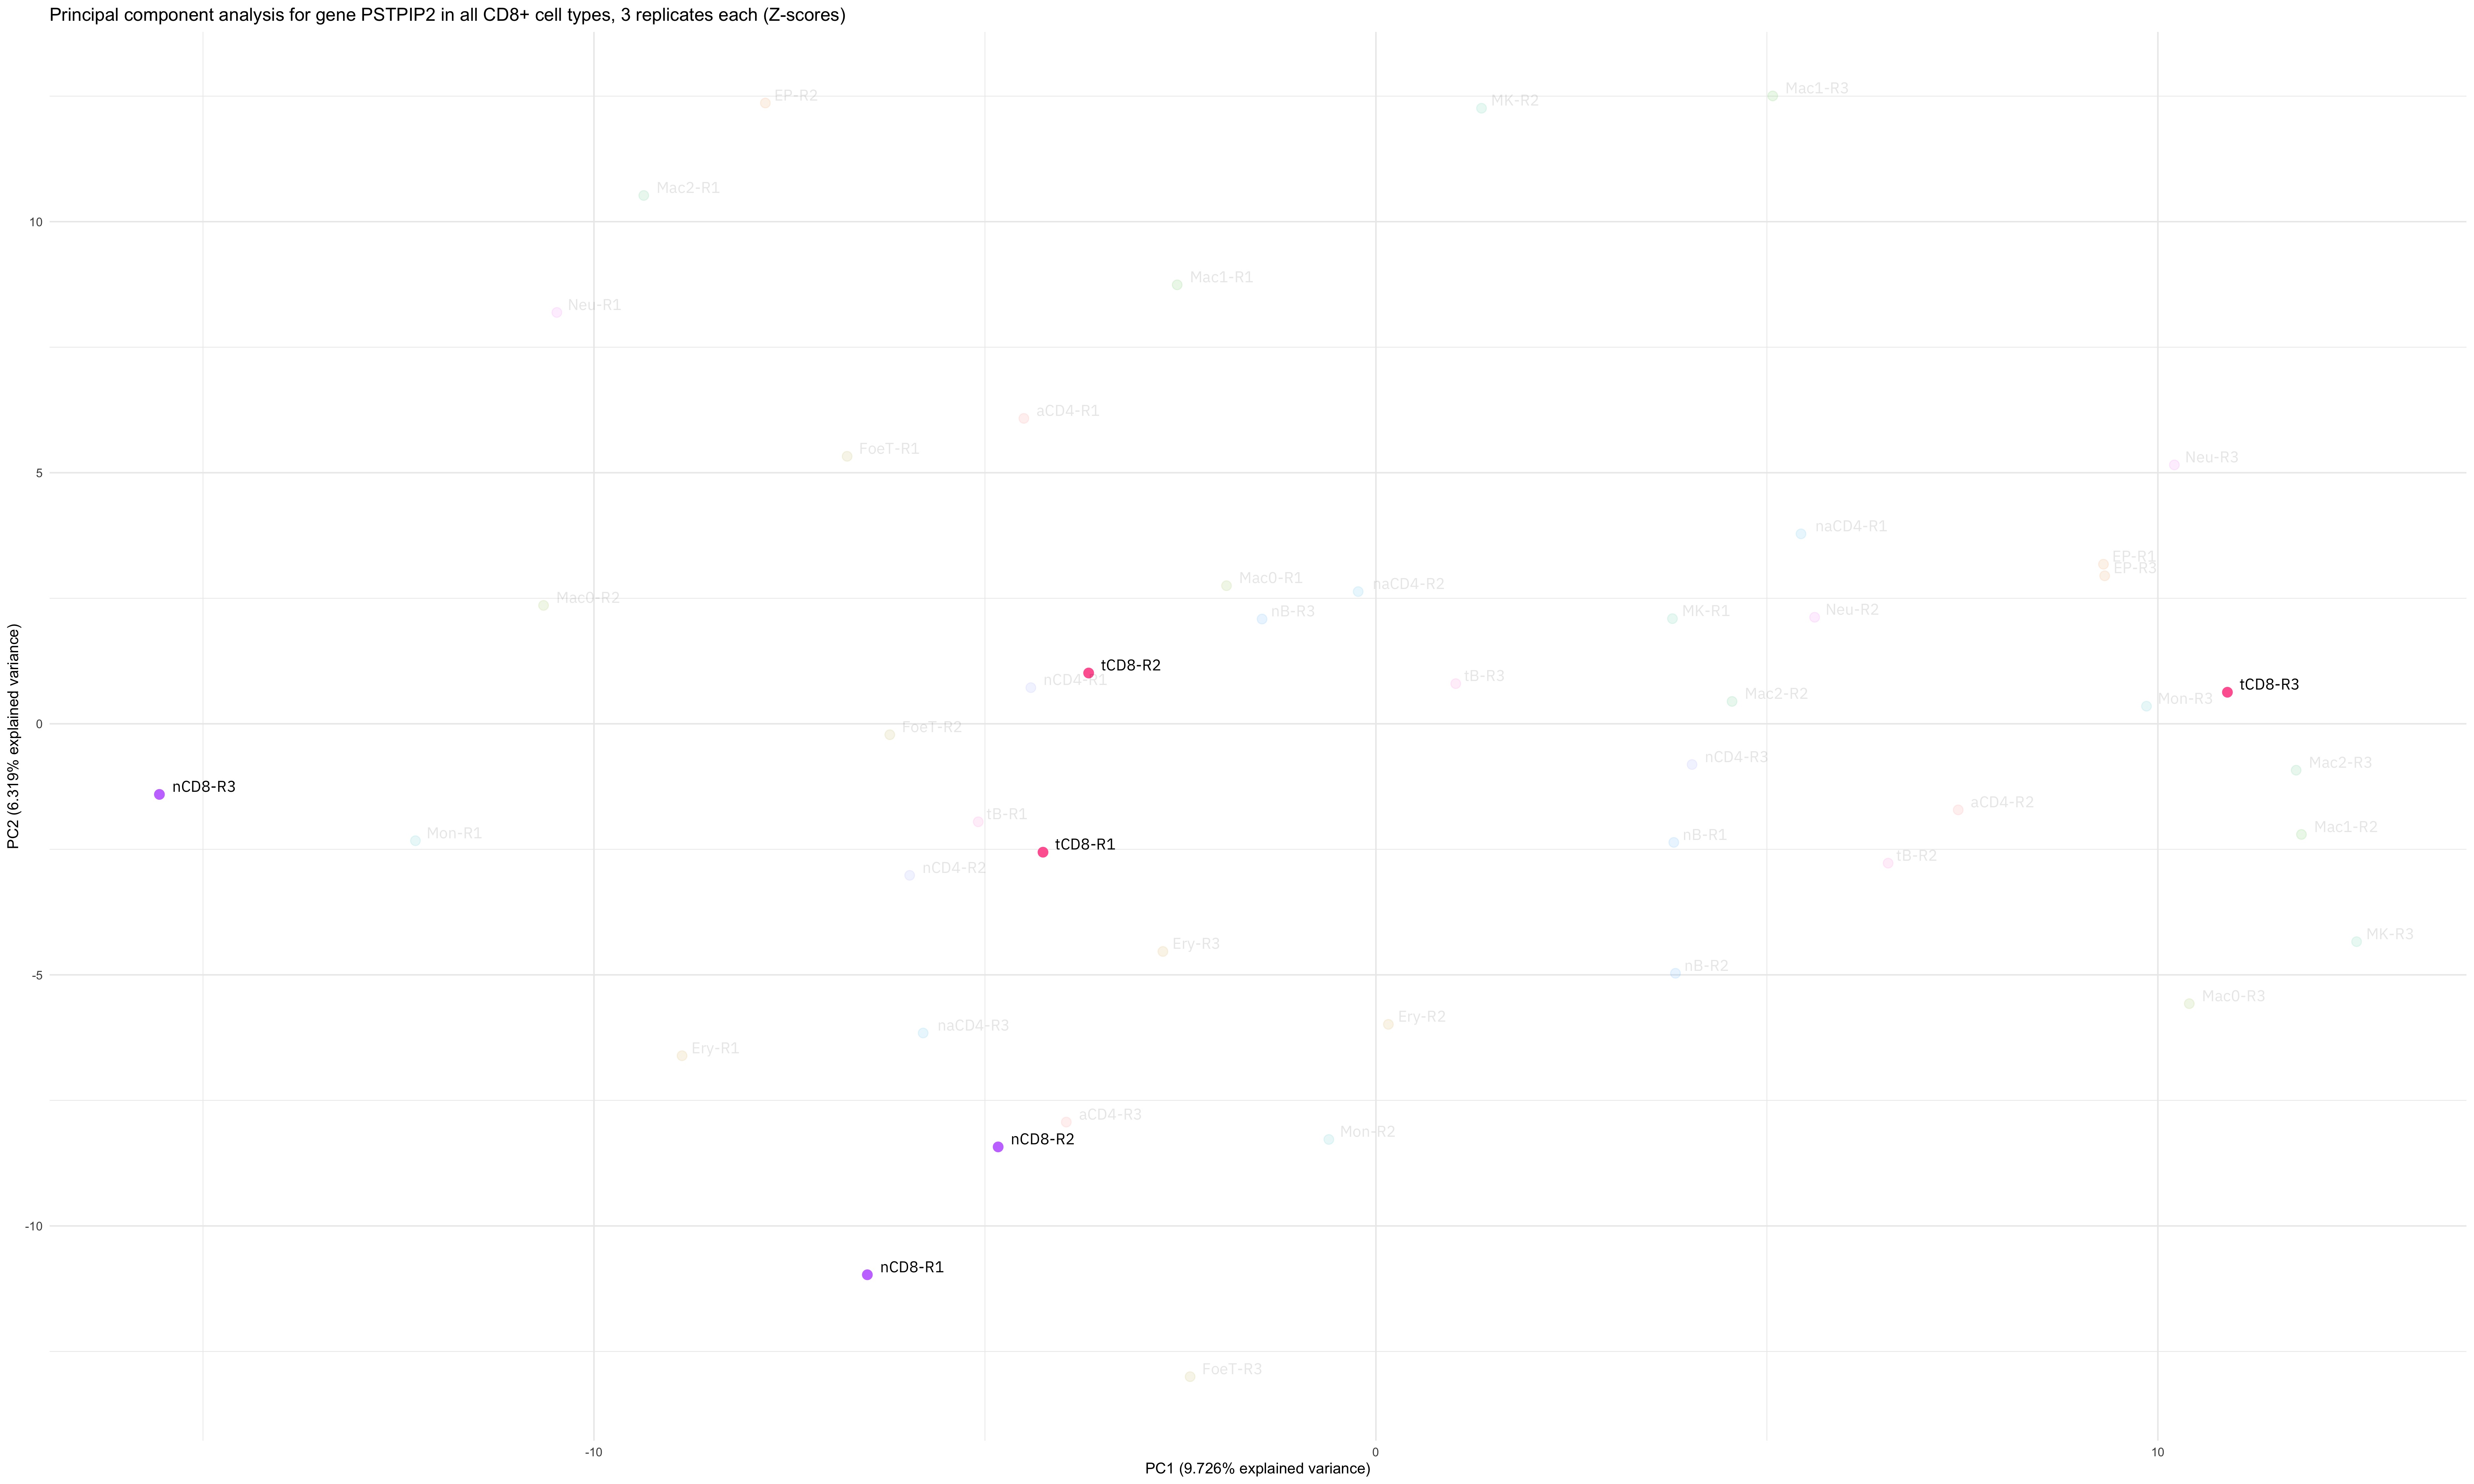 Principal component analysis for gene PSTPIP2 in all CD8+ cell types, 3 replicates each (Z-scores)
Mac1-R3
EP-R2
MK-R2
Mac2-R1
10
Mac1-R1
Neu-R1
aCD4-R1
FoeT-R1
Neu-R3
5
naCD4-R1
EP-R1
EP-R3
Mac0-R1
naCD4-R2
Mac0-R2
nB-R3
MK-R1
Neu-R2
tCD8-R2
nCD4-R1
tB-R3
tCD8-R3
Mac2-R2
Mon-R3
FoeT-R2
0
nCD4-R3
Mac2-R3
nCD8-R3
aCD4-R2
tB-R1
Mac1-R2
Mon-R1
nB-R1
tCD8-R1
tB-R2
nCD4-R2
MK-R3
Ery-R3
nB-R2
-5
Mac0-R3
Ery-R2
naCD4-R3
Ery-R1
aCD4-R3
Mon-R2
nCD8-R2
-10
nCD8-R1
FoeT-R3
PC2 (6.319% explained variance)
-10
0
10
PC1 (9.726% explained variance)